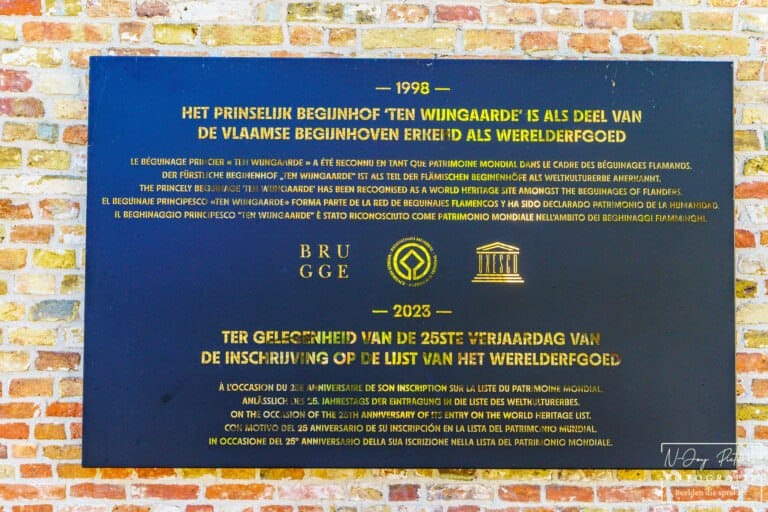 — 1998 —
HET PRINSELIJK BEGIJNHOF ‘TEN WIJNGAARDE’ IS ALS DEEL VAN
DE VLAAMSE BEGIJNHOVEN ERKEND ALS WERELDERFGOED
LE BÉGUINAGE PRINCIER « TEN WIJNGAARDE » A ÉTÉ RECONNU EN TANT QUE PATRIMOINE MONDIAL DANS LE CADRE DES BÉGUINAGES FLAMANDS.
DER FÜRSTLICHE BEGINENHOF „TEN WIJNGAARDE” IST ALS TEIL DER FLÄMISCHEN BEGINENHÖFE ALS WELTKULTURERBE ANERKANNT.
THE PRINCELY BEGUINAGE ‘TEN WIJNGAARDE’ HAS BEEN RECOGNISED AS A WORLD HERITAGE SITE AMONGST THE BEGUINAGES OF FLANDERS.
EL BEGUINAJE PRINCIPESCO «TEN WIJNGAARDE» FORMA PARTE DE LA RED DE BEGUINAJES FLAMENCOS Y HA SIDO DECLARADO PATRIMONIO DE LA HUMANIDAD.
IL BEGHINAGGIO PRINCIPESCO “TEN WIJNGAARDE” È STATO RICONOSCIUTO COME PATRIMONIO MONDIALE NELL'AMBITO DEI BEGHINAGGI FIAMMINGHI.
BRU
GGE
UNESCO
— 2023 —
TER GELEGENHEID VAN DE 25STE VERJAARDAG VAN
DE INSCHRIJVING OP DE LIJST VAN HET WERELDERFGOED
À L'OCCASION DU 25E ANNIVERSAIRE DE SON INSCRIPTION SUR LA LISTE DU PATRIMOINE MONDIAL.
ANLÄSSLICH DES 25. JAHRESTAGS DER EINTRAGUNG IN DIE LISTE DES WELTKULTURERBES.
ON THE OCCASION OF THE 25TH ANNIVERSARY OF ITS ENTRY ON THE WORLD HERITAGE LIST.
CON MOTIVO DEL 25 ANIVERSARIO DE SU INSCRIPCIÓN EN LA LISTA DEL PATRIMONIO MUNDIAL.
IN OCCASIONE DEL 25° ANNIVERSARIO DELLA SUA ISCRIZIONE NELLA LISTA DEL PATRIMONIO MONDIALE.
N-Joy
Beelden die